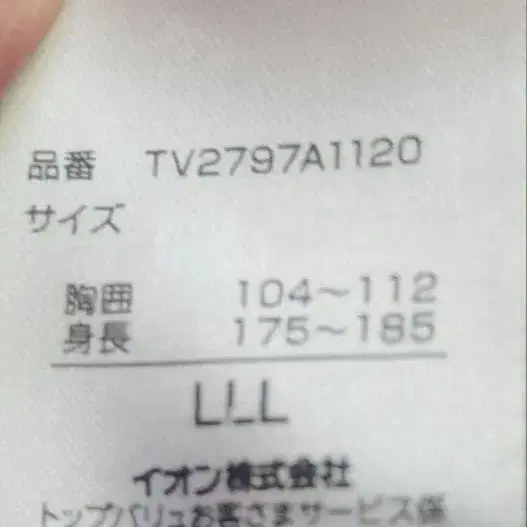 品番 TV2797A1120
サイズ
胸囲 104～112
身長 175～185
LLL
イオン株式会社
トップバリュお客さまサービス係